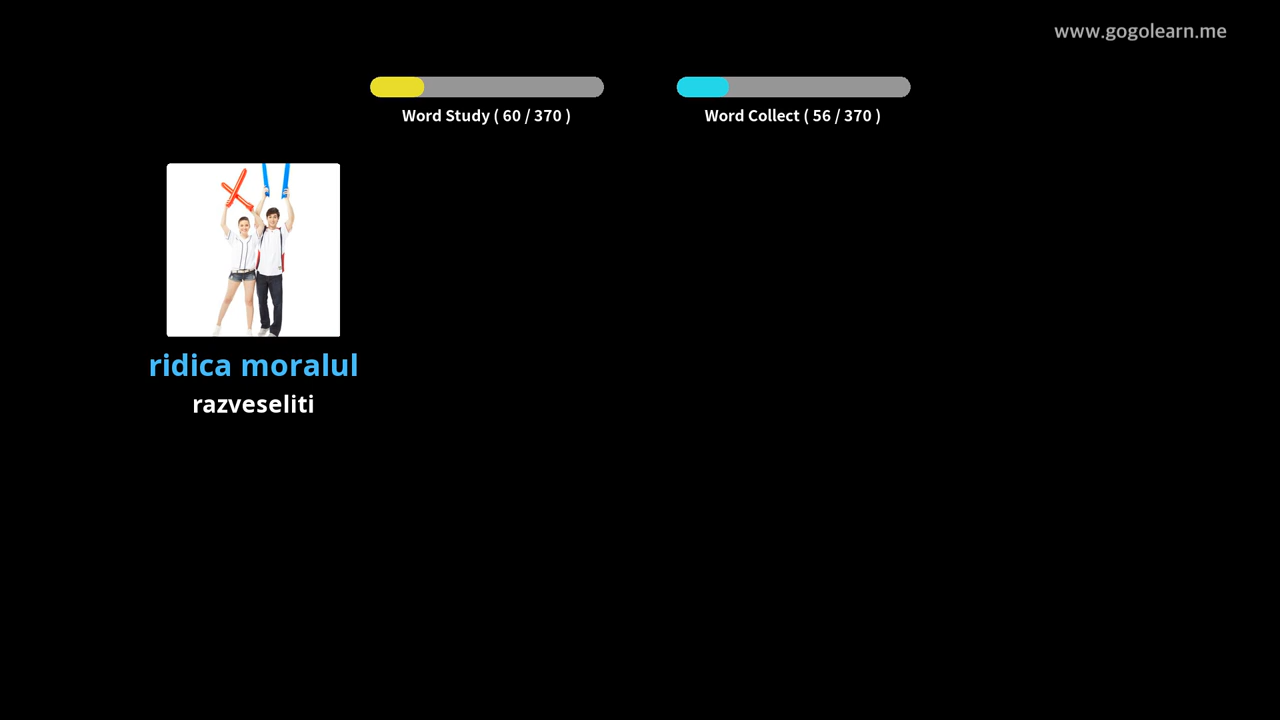 www.gogolearn.me
Word Study ( 60 / 370 )
Word Collect ( 56 / 370 )
ridica moralul
razveseliti